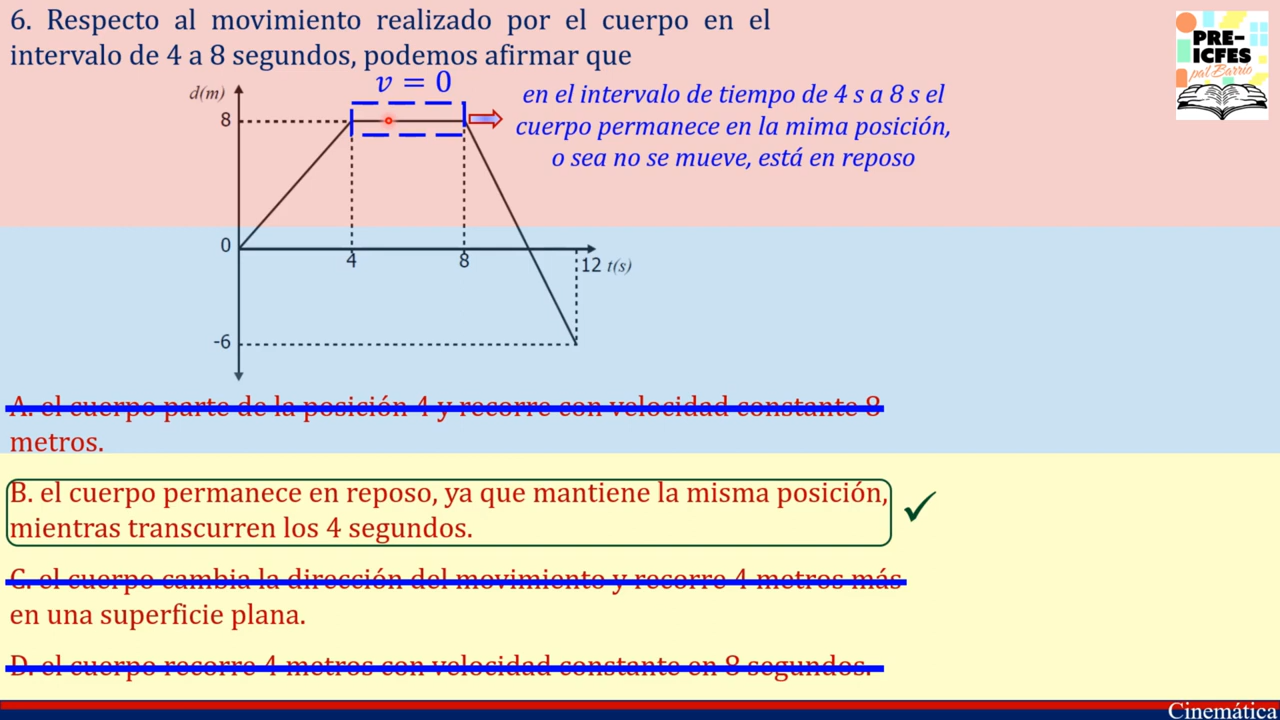 6. Respecto al movimiento realizado por el cuerpo en el
intervalo de 4 a 8 segundos, podemos afirmar que
PRE-
ICFES
pal Barrio
v = 0
d(m)
8
en el intervalo de tiempo de 4 s a 8 s el
cuerpo permanece en la mima posición,
o sea no se mueve, está en reposo
0
4
8
12 t(s)
-6
A. el cuerpo parte de la posición 4 y recorre con velocidad constante 8
metros.
B. el cuerpo permanece en reposo, ya que mantiene la misma posición,
mientras transcurren los 4 segundos.
C. el cuerpo cambia la dirección del movimiento y recorre 4 metros más
en una superficie plana.
D. el cuerpo recorre 4 metros con velocidad constante en 8 segundos.
Cinemática